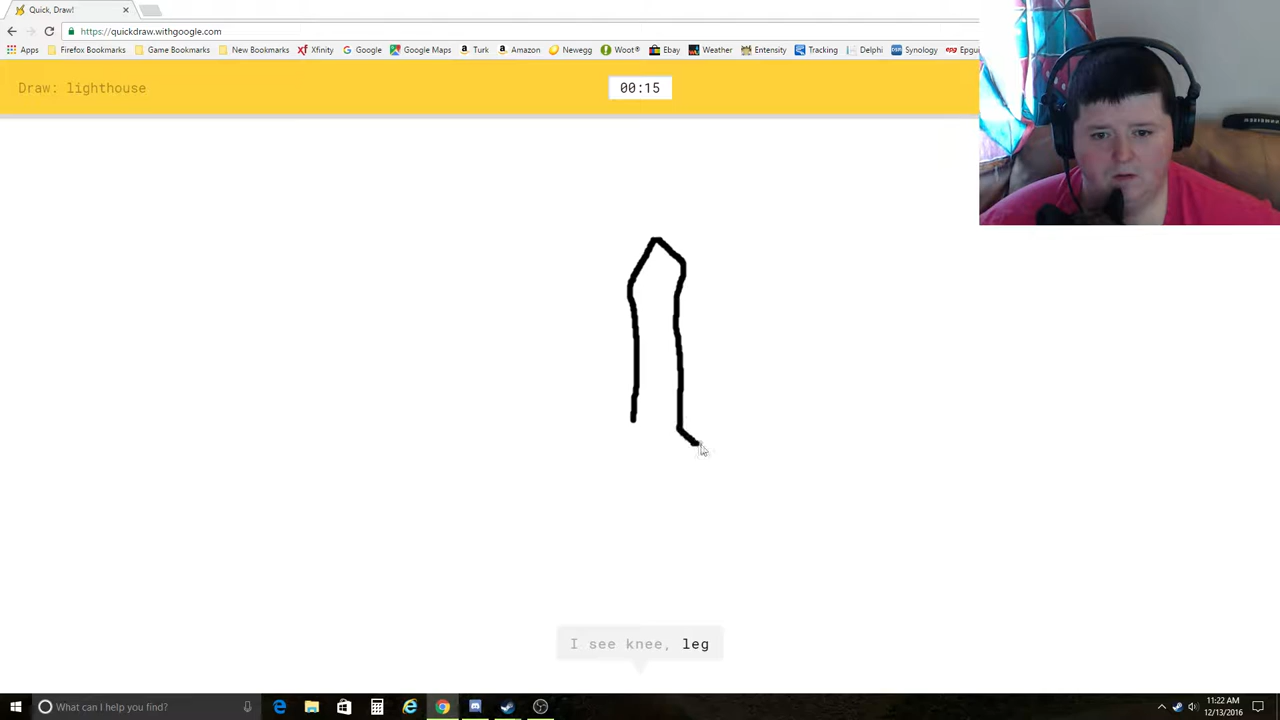 Quick, Draw!
https://quickdraw.withgoogle.com
Apps Firefox Bookmarks Game Bookmarks New Bookmarks Xfinity Google Google Maps Turk Amazon Newegg Woot® Ebay Weather Entensity Tracking Delphi Synology Epgui
Draw: lighthouse
00:15
I see knee, leg
What can I help you find?
11:22 AM
12/13/2016